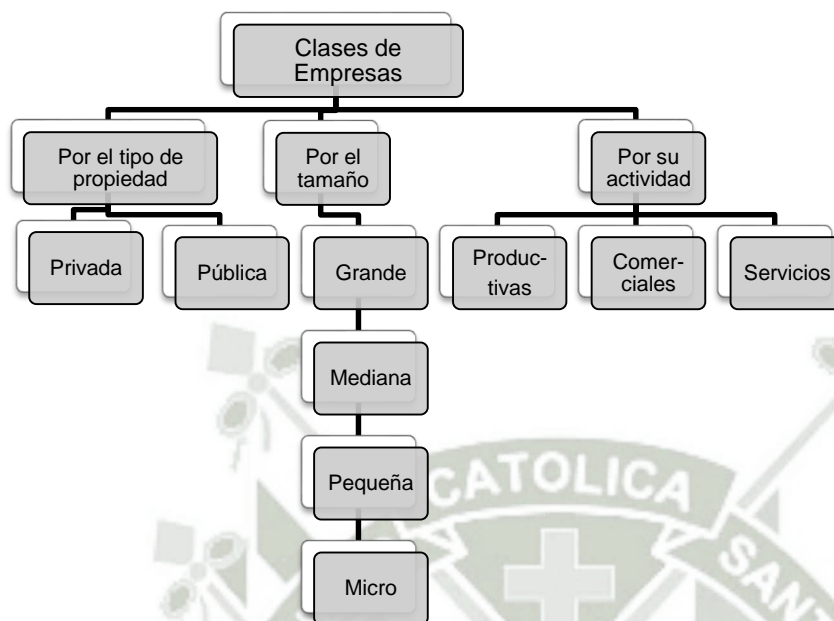 Clases de
Empresas
Por el tipo de
propiedad
Por el
tamaño
Por su
actividad
Privada
Pública
Grande
Produc-
tivas
Comer-
ciales
Servicios
Mediana
Pequeña
Micro
CATOLICA
SANT